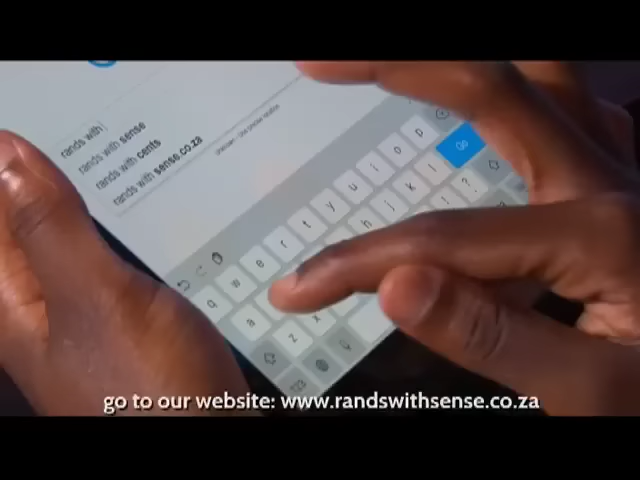 rands with
rands with sense
rands with cents
rands with sense.co.za
q w e r t y u i o p
a h j k l Go
z x ! ?
123
go to our website: www.randswithsense.co.za